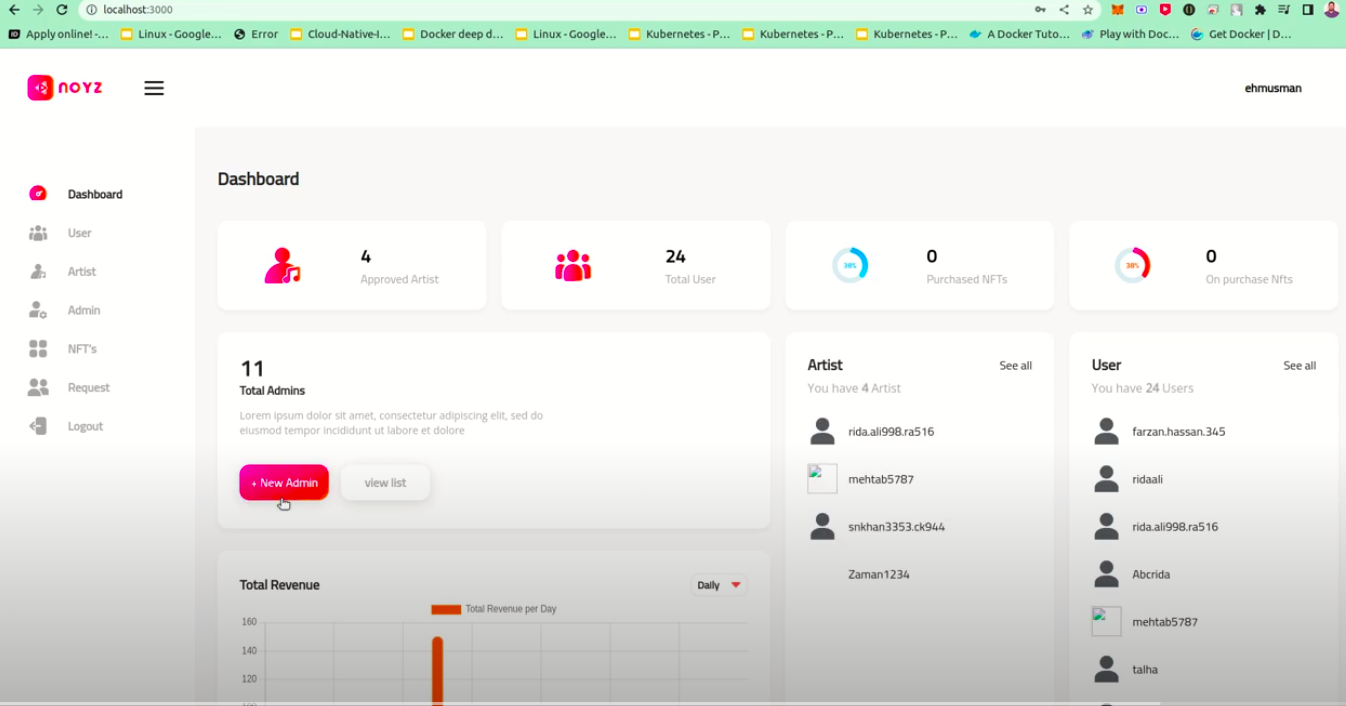 localhost:3000
Apply online! -... Linux - Google... Error Cloud-Native-I... Docker deep d... Linux - Google... Kubernetes - P... Kubernetes - P... Kubernetes - P... A Docker Tuto... Play with Doc... Get Docker | D...
noyz
ehmusman
Dashboard
User
Artist
Admin
NFT's
Request
Logout
Dashboard
4
Approved Artist
24
Total User
38%
0
Purchased NFTs
38%
0
On purchase Nfts
11
Total Admins
Lorem ipsum dolor sit amet, consectetur adipiscing elit, sed do
eiusmod tempor incididunt ut labore et dolore
+ New Admin
view list
Total Revenue
Daily
Total Revenue per Day
160
140
120
Artist
See all
You have 4 Artist
rida.ali998.ra516
mehtab5787
snkhan3353.ck944
Zaman1234
User
See all
You have 24 Users
farzan.hassan.345
ridaali
rida.ali998.ra516
Abcrida
mehtab5787
talha